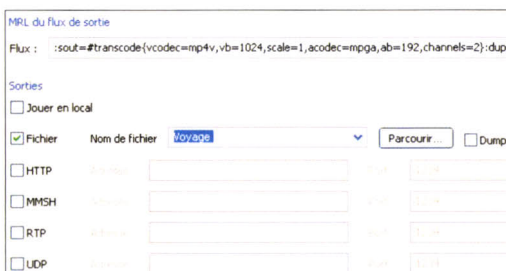 MRL du flux de sortie
Flux : :sout=#transcode{vcodec=mp4v,vb=1024,scale=1,acodec=mpga,ab=192,channels=2}:dup
Sorties
Jouer en local
Fichier Nom de fichier Voyage Parcourir... Dump
HTTP
MMSH
RTP
UDP